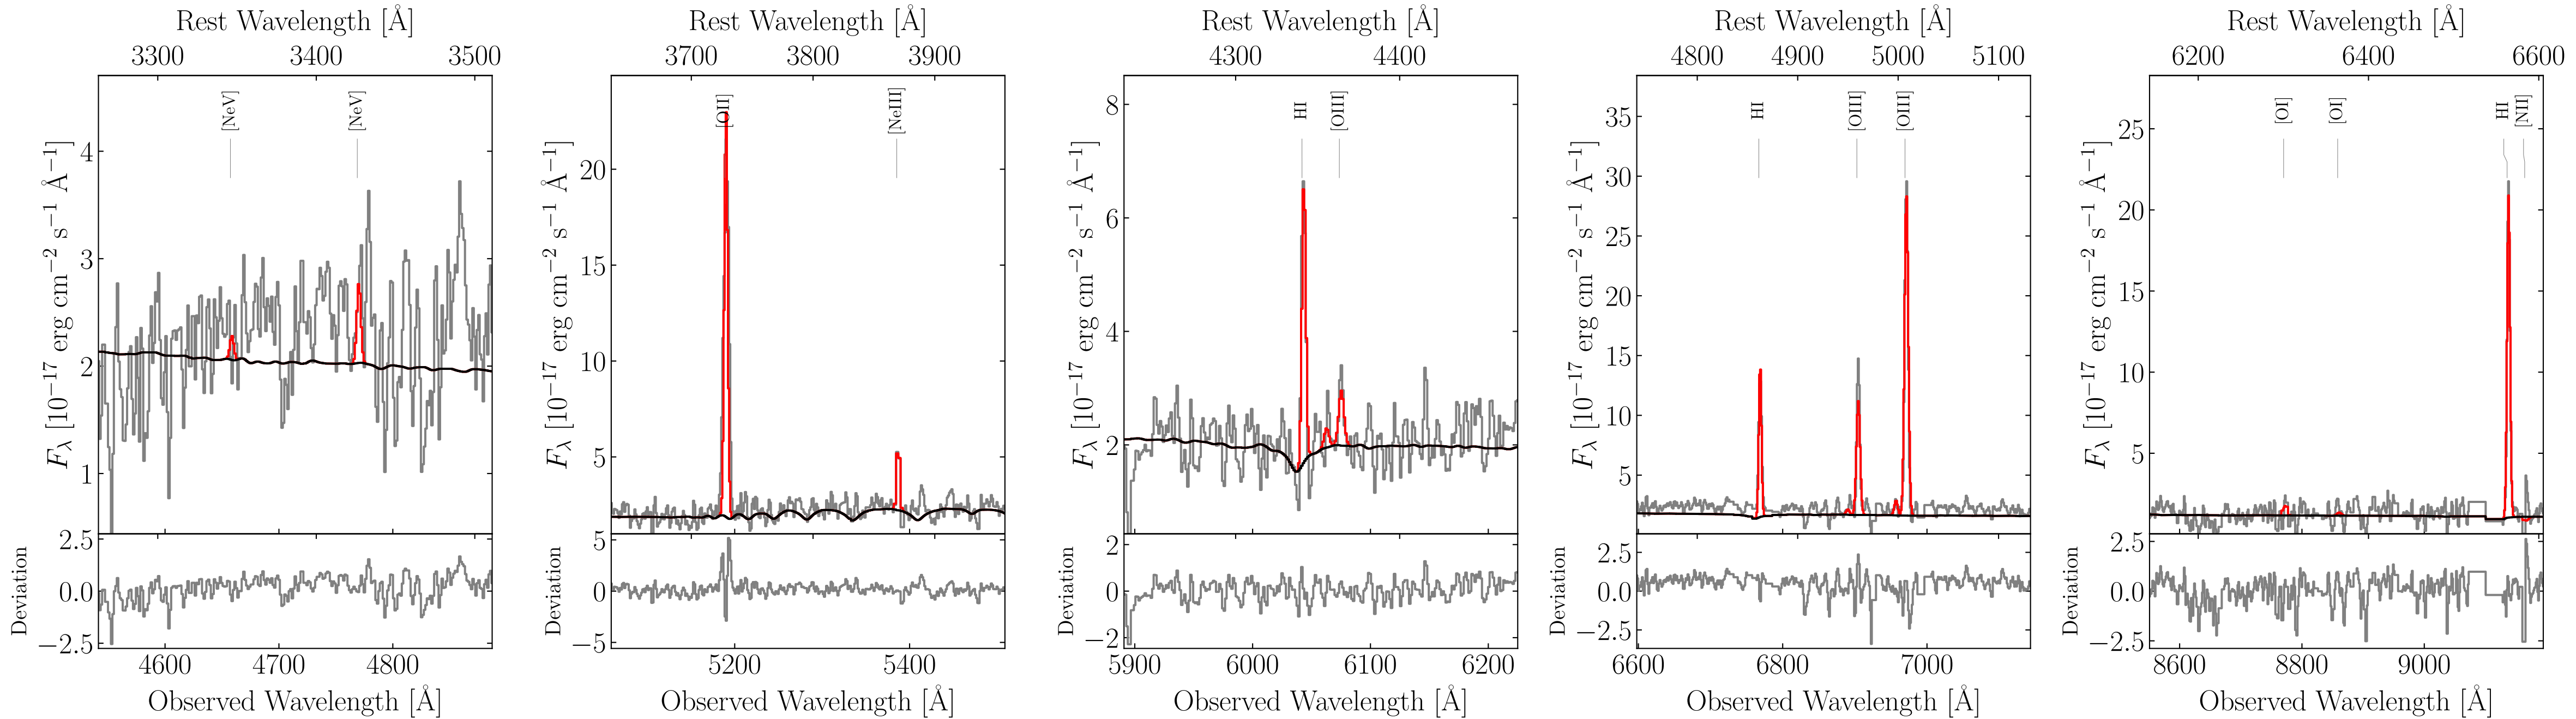 Rest Wavelength [Å]
3300 3400 3500
[NeV] [NeV]
4
3
2
1
Fλ [10−17 erg cm−2 s−1 Å−1]
2.5
0.0
−2.5
Deviation
4600 4700 4800
Observed Wavelength [Å]
Rest Wavelength [Å]
3700 3800 3900
[OII] [NeIII]
20
15
10
5
Fλ [10−17 erg cm−2 s−1 Å−1]
5
0
−5
Deviation
5200 5400
Observed Wavelength [Å]
Rest Wavelength [Å]
4300 4400
HI [OIII]
8
6
4
2
Fλ [10−17 erg cm−2 s−1 Å−1]
2
0
−2
Deviation
5900 6000 6100 6200
Observed Wavelength [Å]
Rest Wavelength [Å]
4800 4900 5000 5100
HI [OIII] [OIII]
35
30
25
20
15
10
5
Fλ [10−17 erg cm−2 s−1 Å−1]
2.5
0.0
−2.5
Deviation
6600 6800 7000
Observed Wavelength [Å]
Rest Wavelength [Å]
6200 6400 6600
[OI] [OI] HI [NII]
25
20
15
10
5
Fλ [10−17 erg cm−2 s−1 Å−1]
2.5
0.0
−2.5
Deviation
8600 8800 9000
Observed Wavelength [Å]